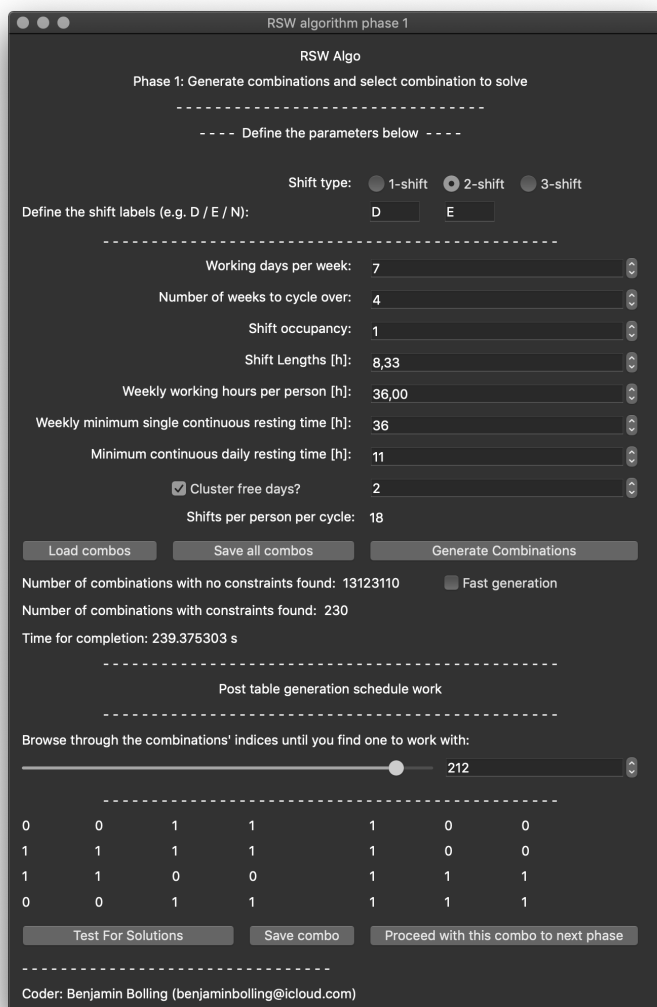 RSW algorithm phase 1
RSW Algo
Phase 1: Generate combinations and select combination to solve
- - - - - - - - - - - - - - - - - - - - - - - - - - - - - - - - -
- - - - Define the parameters below - - - -
Shift type: 1-shift 2-shift 3-shift
Define the shift labels (e.g. D / E / N): D E
- - - - - - - - - - - - - - - - - - - - - - - - - - - - - - - - - - - - - - - - - - - - - - - -
Working days per week: 7
Number of weeks to cycle over: 4
Shift occupancy: 1
Shift Lengths [h]: 8,33
Weekly working hours per person [h]: 36,00
Weekly minimum single continuous resting time [h]: 36
Minimum continuous daily resting time [h]: 11
Cluster free days? 2
Shifts per person per cycle: 18
Load combos Save all combos Generate Combinations
Number of combinations with no constraints found: 13123110 Fast generation
Number of combinations with constraints found: 230
Time for completion: 239.375303 s
- - - - - - - - - - - - - - - - - - - - - - - - - - - - - - - - - - - - - - - - - - - - - - - -
Post table generation schedule work
- - - - - - - - - - - - - - - - - - - - - - - - - - - - - - - - - - - - - - - - - - - - - - - -
Browse through the combinations' indices until you find one to work with:
212
- - - - - - - - - - - - - - - - - - - - - - - - - - - - - - - - - - - - - - - - - - - - - - - -
0 0 1 1 1 0 0
1 1 1 1 1 0 0
1 1 0 0 1 1 1
0 0 1 1 1 1 1
Test For Solutions Save combo Proceed with this combo to next phase
- - - - - - - - - - - - - - - - - - - - - - - - - - - - - - - - -
Coder: Benjamin Bolling (benjaminbolling@icloud.com)